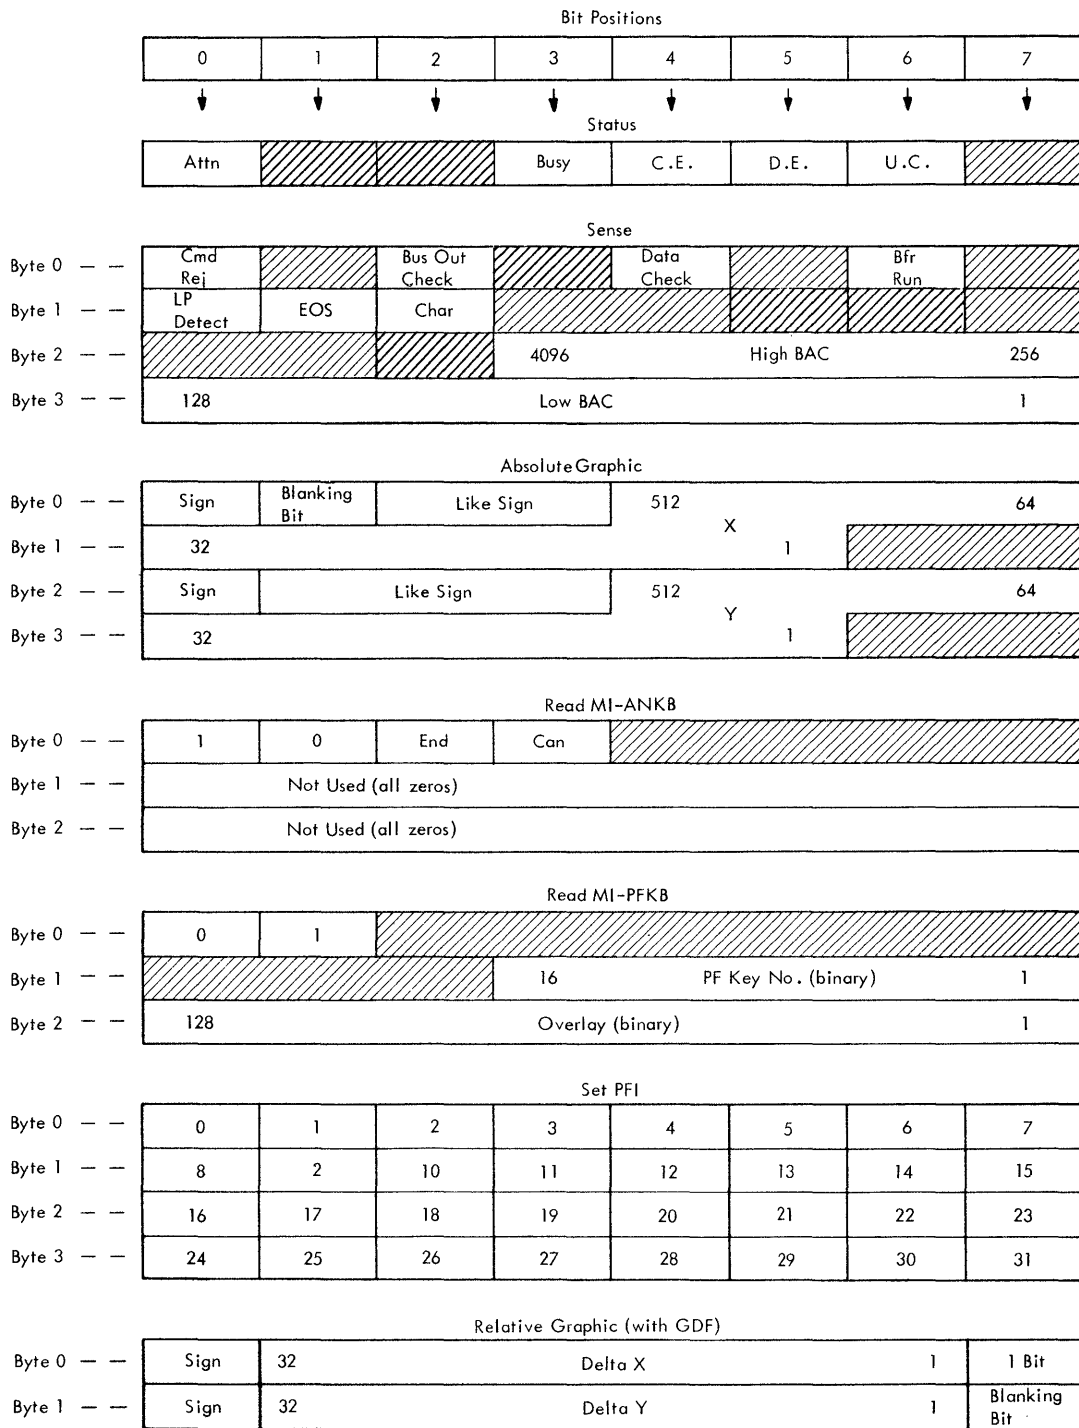 Bit Positions
0 1 2 3 4 5 6 7
Status
Attn Busy C.E. D.E. U.C.
Sense
Byte 0 — — Cmd Rej Bus Out Check Data Check Bfr Run
Byte 1 — — LP Detect EOS Char
Byte 2 — — 4096 High BAC 256
Byte 3 — — 128 Low BAC 1
Absolute Graphic
Byte 0 — — Sign Blanking Bit Like Sign 512 64
X
Byte 1 — — 32 1
Byte 2 — — Sign Like Sign 512 64
Y
Byte 3 — — 32 1
Read MI-ANKB
Byte 0 — — 1 0 End Can
Byte 1 — — Not Used (all zeros)
Byte 2 — — Not Used (all zeros)
Read MI-PFKB
Byte 0 — — 0 1
Byte 1 — — 16 PF Key No. (binary) 1
Byte 2 — — 128 Overlay (binary) 1
Set PFI
Byte 0 — — 0 1 2 3 4 5 6 7
Byte 1 — — 8 2 10 11 12 13 14 15
Byte 2 — — 16 17 18 19 20 21 22 23
Byte 3 — — 24 25 26 27 28 29 30 31
Relative Graphic (with GDF)
Byte 0 — — Sign 32 Delta X 1 1 Bit
Byte 1 — — Sign 32 Delta Y 1 Blanking Bit